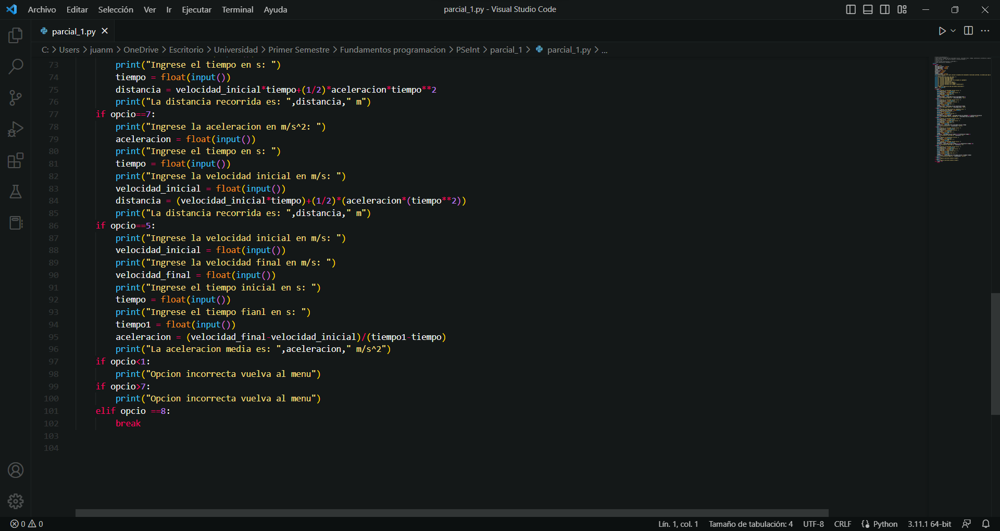 Archivo Editar Selección Ver Ir Ejecutar Terminal Ayuda
parcial_1.py - Visual Studio Code
parcial_1.py
C: > Users > juanm > OneDrive > Escritorio > Universidad > Primer Semestre > Fundamentos programacion > PSeInt > parcial_1 > parcial_1.py > ...
73 print("Ingrese el tiempo en s: ")
74 tiempo = float(input())
75 distancia = velocidad_inicial*tiempo+(1/2)*aceleracion*tiempo**2
76 print("La distancia recorrida es: ",distancia," m")
77 if opcio==7:
78 print("Ingrese la aceleracion en m/s^2: ")
79 aceleracion = float(input())
80 print("Ingrese el tiempo en s: ")
81 tiempo = float(input())
82 print("Ingrese la velocidad inicial en m/s: ")
83 velocidad_inicial = float(input())
84 distancia = (velocidad_inicial*tiempo)+(1/2)*(aceleracion*(tiempo**2))
85 print("La distancia recorrida es: ",distancia," m")
86 if opcio==5:
87 print("Ingrese la velocidad inicial en m/s: ")
88 velocidad_inicial = float(input())
89 print("Ingrese la velocidad final en m/s: ")
90 velocidad_final = float(input())
91 print("Ingrese el tiempo inicial en s: ")
92 tiempo = float(input())
93 print("Ingrese el tiempo fianl en s: ")
94 tiempo1 = float(input())
95 aceleracion = (velocidad_final-velocidad_inicial)/(tiempo1-tiempo)
96 print("La aceleracion media es: ",aceleracion," m/s^2")
97 if opcio<1:
98 print("Opcion incorrecta vuelva al menu")
99 if opcio>7:
100 print("Opcion incorrecta vuelva al menu")
101 elif opcio ==8:
102 break
103
104
0 0 Lín. 1, col. 1 Tamaño de tabulación: 4 UTF-8 CRLF Python 3.11.1 64-bit